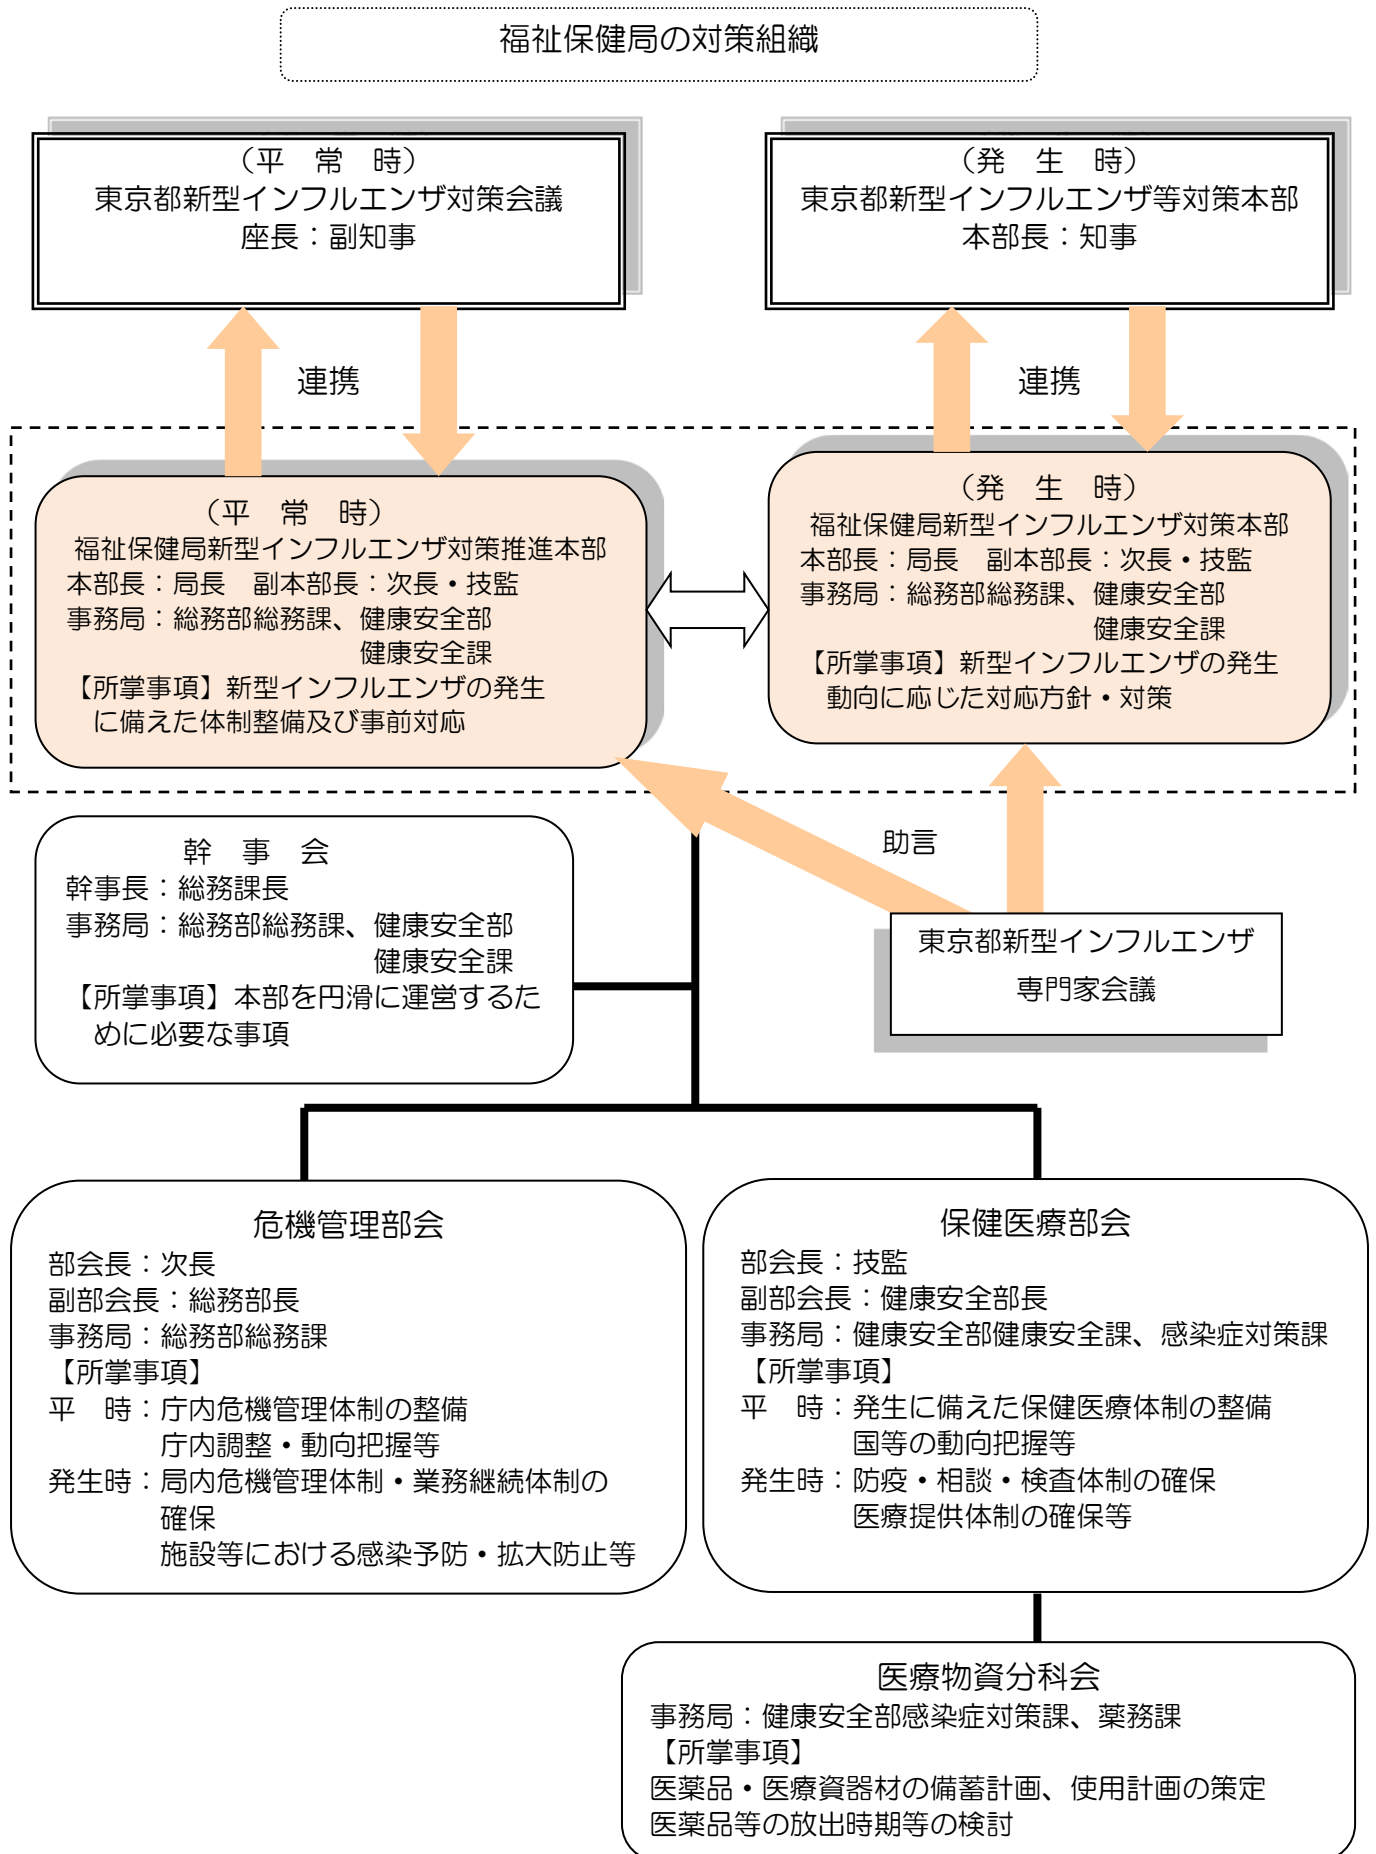 福祉保健局の対策組織
（平　常　時）
東京都新型インフルエンザ対策会議
座長：副知事
（発　生　時）
東京都新型インフルエンザ等対策本部
本部長：知事
連携
連携
（平　常　時）
福祉保健局新型インフルエンザ対策推進本部
本部長：局長　副本部長：次長・技監
事務局：総務部総務課、健康安全部
健康安全課
【所掌事項】新型インフルエンザの発生
に備えた体制整備及び事前対応
（発　生　時）
福祉保健局新型インフルエンザ対策本部
本部長：局長　副本部長：次長・技監
事務局：総務部総務課、健康安全部
健康安全課
【所掌事項】新型インフルエンザの発生
動向に応じた対応方針・対策
幹　事　会
幹事長：総務課長
事務局：総務部総務課、健康安全部
健康安全課
【所掌事項】本部を円滑に運営するた
めに必要な事項
助言
東京都新型インフルエンザ
専門家会議
危機管理部会
部会長：次長
副部会長：総務部長
事務局：総務部総務課
【所掌事項】
平　時：庁内危機管理体制の整備
庁内調整・動向把握等
発生時：局内危機管理体制・業務継続体制の
確保
施設等における感染予防・拡大防止等
保健医療部会
部会長：技監
副部会長：健康安全部長
事務局：健康安全部健康安全課、感染症対策課
【所掌事項】
平　時：発生に備えた保健医療体制の整備
国等の動向把握等
発生時：防疫・相談・検査体制の確保
医療提供体制の確保等
医療物資分科会
事務局：健康安全部感染症対策課、薬務課
【所掌事項】
医薬品・医療資器材の備蓄計画、使用計画の策定
医薬品等の放出時期等の検討